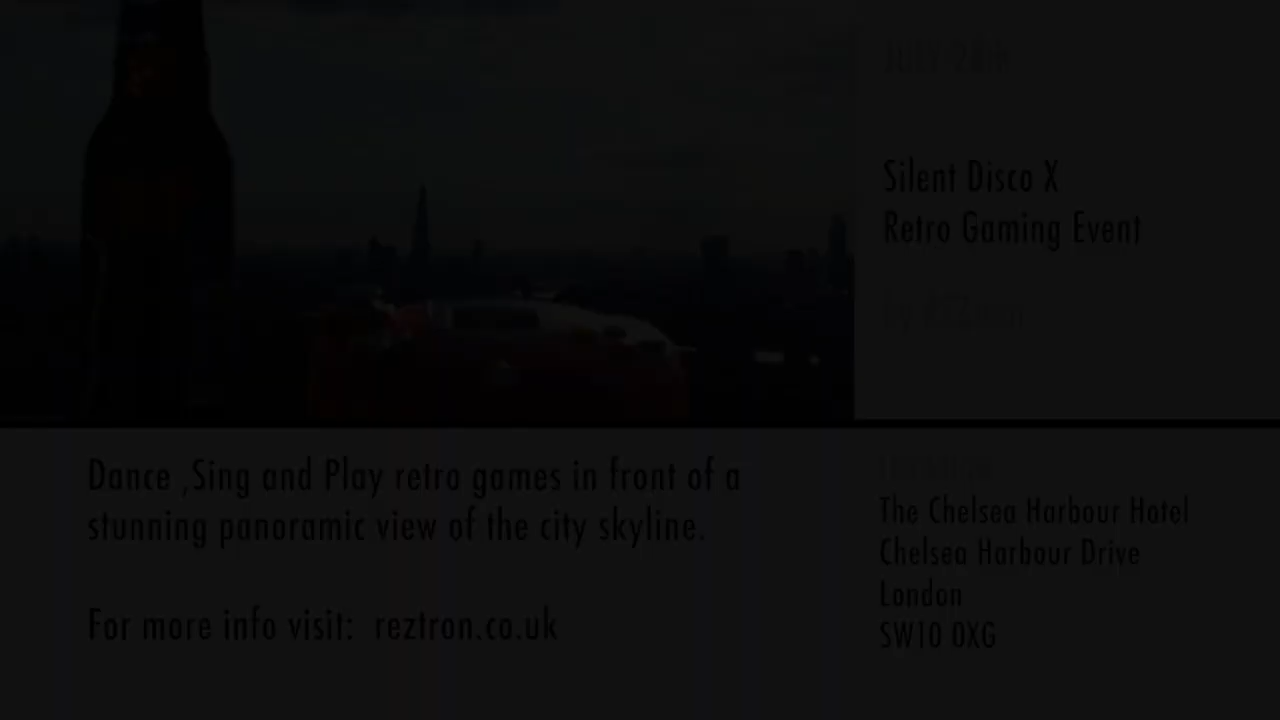 JULY 28th
Silent Disco X
Retro Gaming Event
Dance ,Sing and Play retro games in front of a
stunning panoramic view of the city skyline.
For more info visit: reztron.co.uk
The Chelsea Harbour Hotel
Chelsea Harbour Drive
London
SW10 0XG